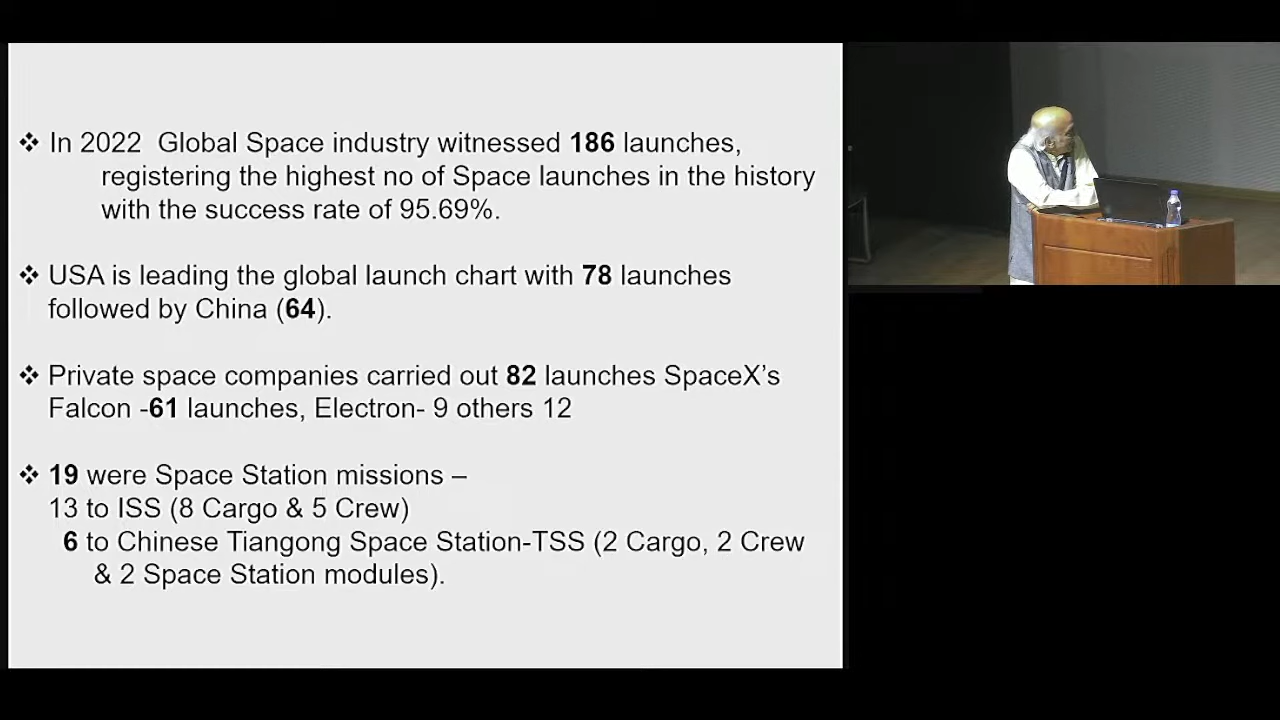 ❖ In 2022 Global Space industry witnessed 186 launches,
registering the highest no of Space launches in the history
with the success rate of 95.69%.
❖ USA is leading the global launch chart with 78 launches
followed by China (64).
❖ Private space companies carried out 82 launches SpaceX’s
Falcon -61 launches, Electron- 9 others 12
❖ 19 were Space Station missions –
13 to ISS (8 Cargo & 5 Crew)
6 to Chinese Tiangong Space Station-TSS (2 Cargo, 2 Crew
& 2 Space Station modules).